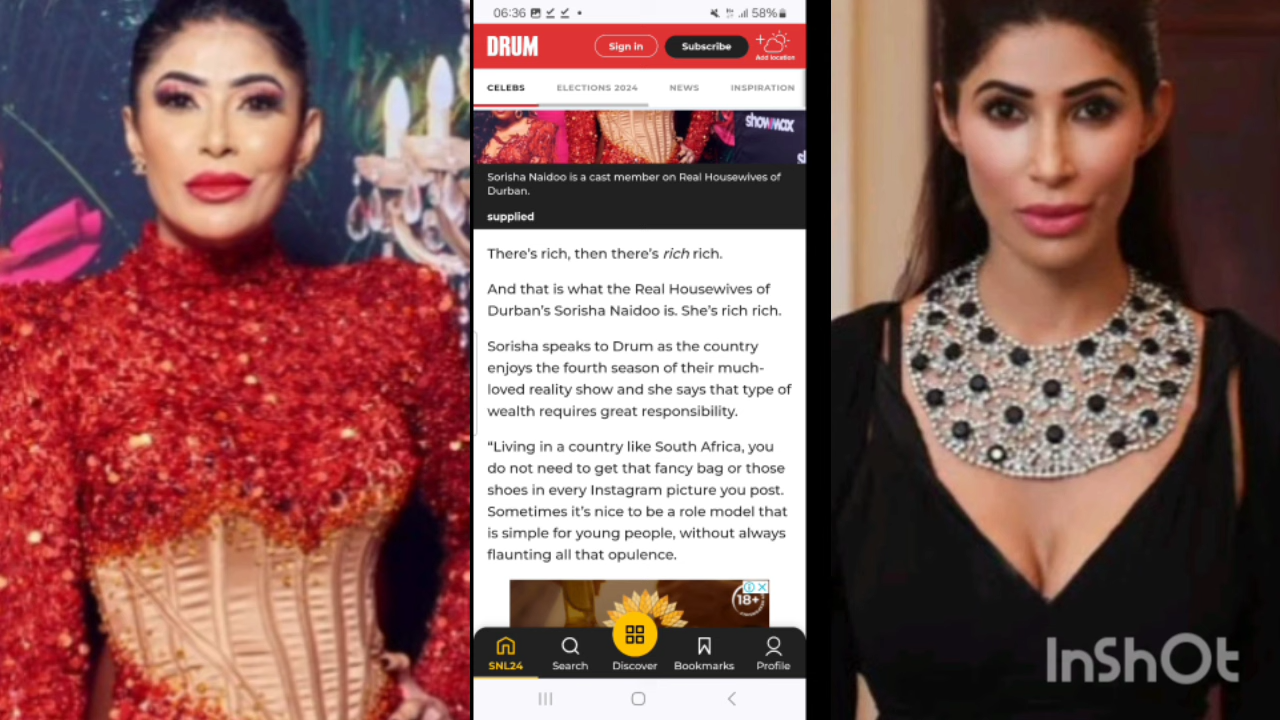 06:36
58%
DRUM
Sign in
Subscribe
Add location
CELEBS
ELECTIONS 2024
NEWS
INSPIRATION
showmax
Sorisha Naidoo is a cast member on Real Housewives of
Durban.
supplied
There's rich, then there's rich rich.
And that is what the Real Housewives of
Durban's Sorisha Naidoo is. She's rich rich.
Sorisha speaks to Drum as the country
enjoys the fourth season of their much-
loved reality show and she says that type of
wealth requires great responsibility.
“Living in a country like South Africa, you
do not need to get that fancy bag or those
shoes in every Instagram picture you post.
Sometimes it's nice to be a role model that
is simple for young people, without always
flaunting all that opulence.
18+
SNL24
Search
Discover
Bookmarks
Profile
InShOt